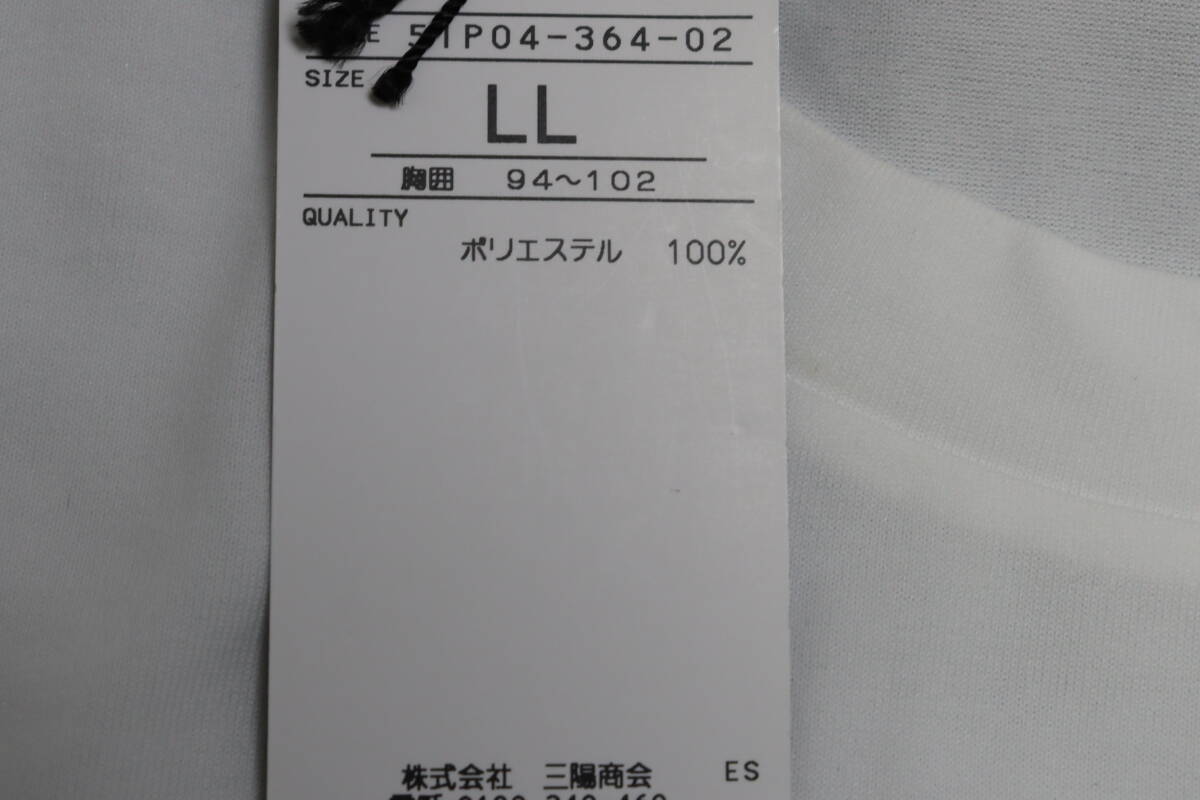 51P04-364-02
SIZE
LL
胸囲 94~102
QUALITY
ポリエステル 100%
株式会社 三陽商会 ES